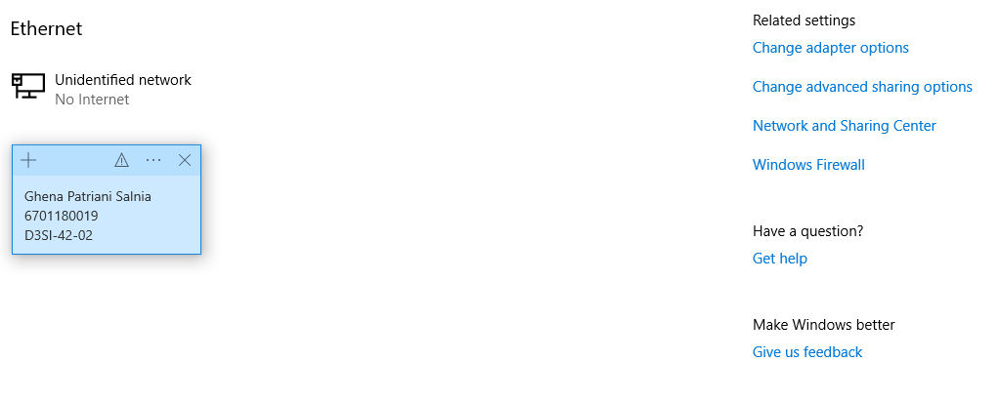 Ethernet
Unidentified network
No Internet
Ghena Patriani Salnia
6701180019
D3SI-42-02
Related settings
Change adapter options
Change advanced sharing options
Network and Sharing Center
Windows Firewall
Have a question?
Get help
Make Windows better
Give us feedback